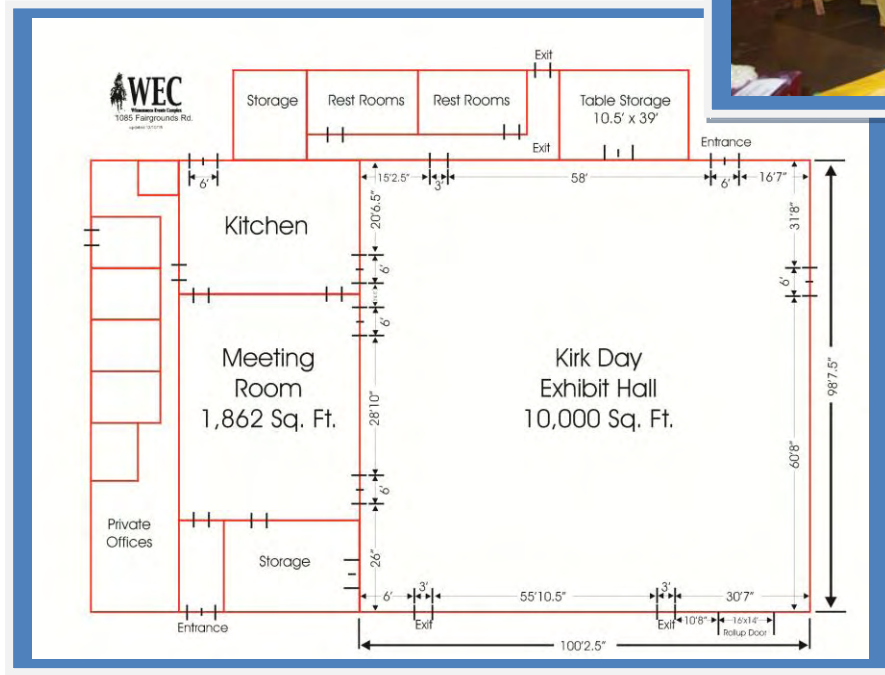 WEC
Winnemucca Events Complex
1085 Fairgrounds Rd.
Exit
Storage
Rest Rooms
Rest Rooms
Table Storage
10.5' x 39'
Exit
Entrance
6'
15'2.5"
3'
58'
6'
16'7"
Kitchen
20'6.5"
6'
6'
31'8"
6'
98'7.5"
Meeting
Room
1,862 Sq. Ft.
28'10"
Kirk Day
Exhibit Hall
10,000 Sq. Ft.
60'8"
6'
26"
Private
Offices
Storage
6'
3'
55'10.5"
3'
30'7"
Entrance
Exit
Exit
10'8"
16'x14'
Rollup Door
100'2.5"